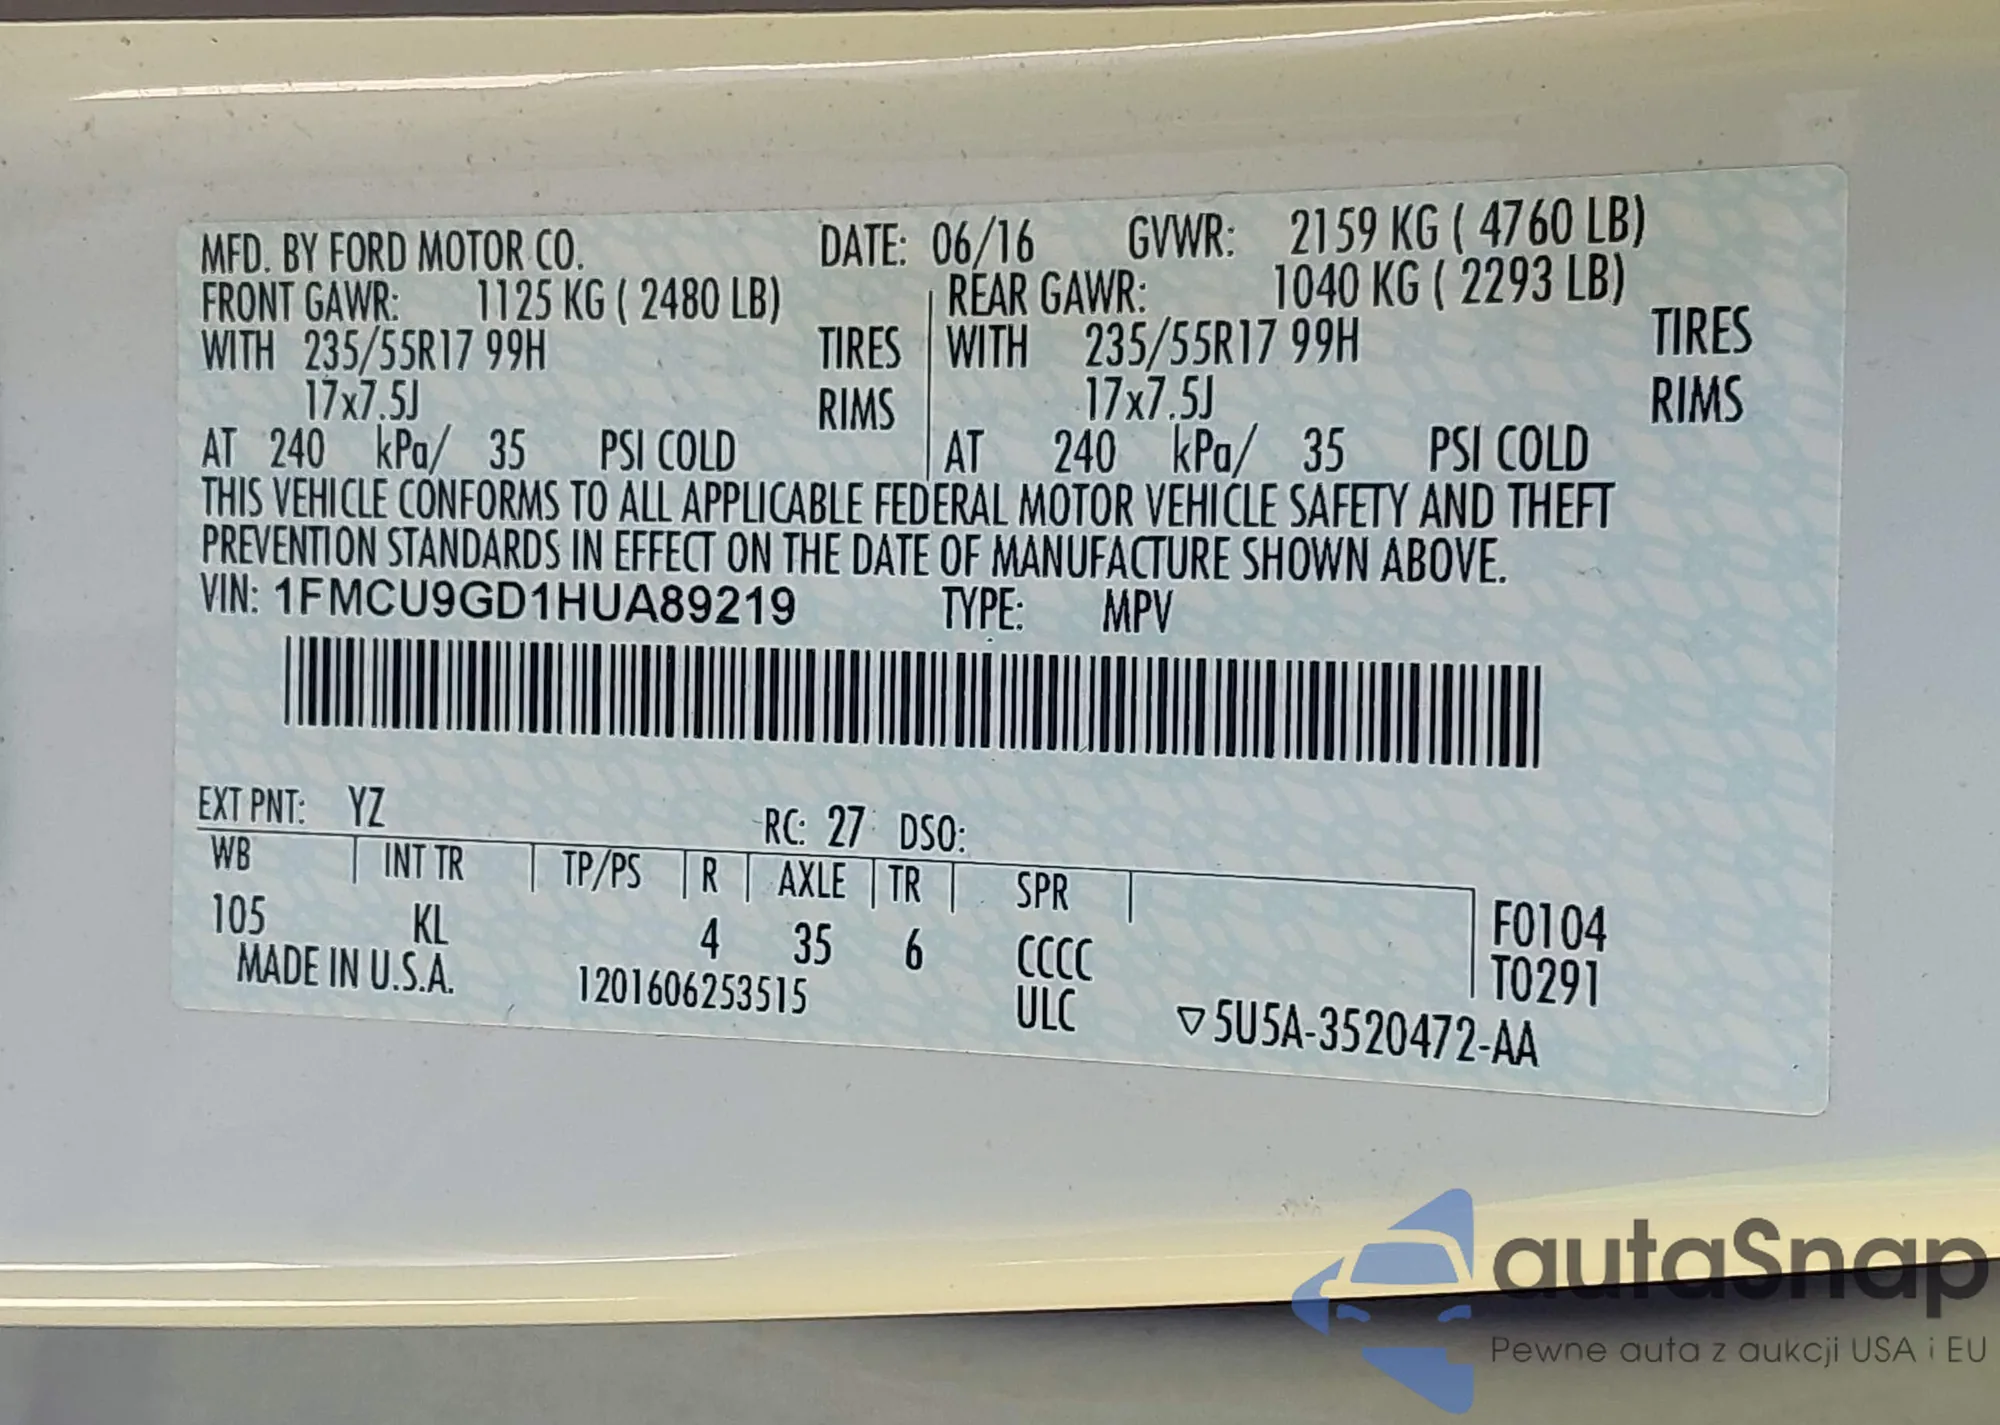 MFD. BY FORD MOTOR CO. DATE: 06/16 GVWR: 2159 KG ( 4760 LB)
FRONT GAWR: 1125 KG ( 2480 LB) REAR GAWR: 1040 KG ( 2293 LB)
WITH 235/55R17 99H TIRES WITH 235/55R17 99H TIRES
17x7.5J RIMS 17x7.5J RIMS
AT 240 kPa/ 35 PSI COLD AT 240 kPa/ 35 PSI COLD
THIS VEHICLE CONFORMS TO ALL APPLICABLE FEDERAL MOTOR VEHICLE SAFETY AND THEFT
PREVENTION STANDARDS IN EFFECT ON THE DATE OF MANUFACTURE SHOWN ABOVE.
VIN: 1FMCU9GD1HUA89219 TYPE: MPV
EXT PNT: YZ RC: 27 DSO:
WB INT TR TP/PS R AXLE TR SPR
105 KL 4 35 6 CCCC F0104
MADE IN U.S.A. 1201606253515 ULC T0291
▽5U5A-3520472-AA
autaSnap
Pewne auta z aukcji USA i EU